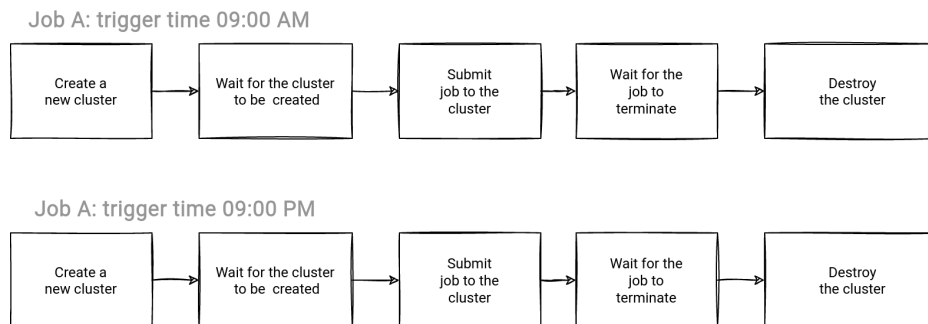 Job A: trigger time 09:00 AM
Create a
new cluster
Wait for the cluster
to be created
Submit
job to the
cluster
Wait for the
job to
terminate
Destroy
the cluster
Job A: trigger time 09:00 PM
Create a
new cluster
Wait for the cluster
to be created
Submit
job to the
cluster
Wait for the
job to
terminate
Destroy
the cluster